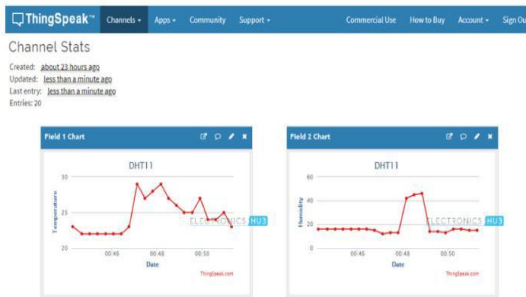 ThingSpeak™ Channels Apps Community Support Commercial Use How to Buy Account Sign Ou
Channel Stats
Created: about 23 hours ago
Updated: less than a minute ago
Last entry: less than a minute ago
Entries: 20
Field 1 Chart
DHT11
30
25
20
Temperature
00:46 00:48 00:50
Date
ThingSpeak.com
ELECTRONICS HUB
Field 2 Chart
DHT11
60
40
20
0
Humidity
00:46 00:48 00:50
Date
ThingSpeak.com
ELECTRONICS HUB